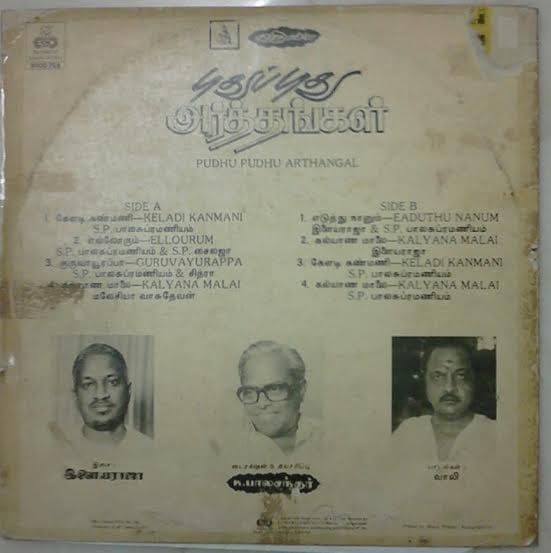 புதுப்புது
அர்த்தங்கள்
PUDHU PUDHU ARTHANGAL
SIDE A
1. கேளடி கண்மணி—KELADI KANMANI
S.P. பாலசுப்ரமணியம்
2. எல்லோரும்—ELLOURUM
S.P. பாலசுப்ரமணியம் & S.P. சைலஜா
3. குருவாயூரப்பா—GURUVAYURAPPA
S.P. பாலசுப்ரமணியம் & சித்ரா
4. கல்யாண மாலை—KALYANA MALAI
மலேசியா வாசுதேவன்
SIDE B
1. எடுத்து நானும்—EADUTHU NANUM
இளையராஜா & S.P. பாலசுப்ரமணியம்
2. கல்யாண மாலை—KALYANA MALAI
இளையராஜா
3. கேளடி கண்மணி—KELADI KANMANI
S.P. பாலசுப்ரமணியம்
4. கல்யாண மாலை—KALYANA MALAI
S.P. பாலசுப்ரமணியம்
இசை :
இளையராஜா
கே.பாலசந்தர்
பாடல்கள் :
வாலி